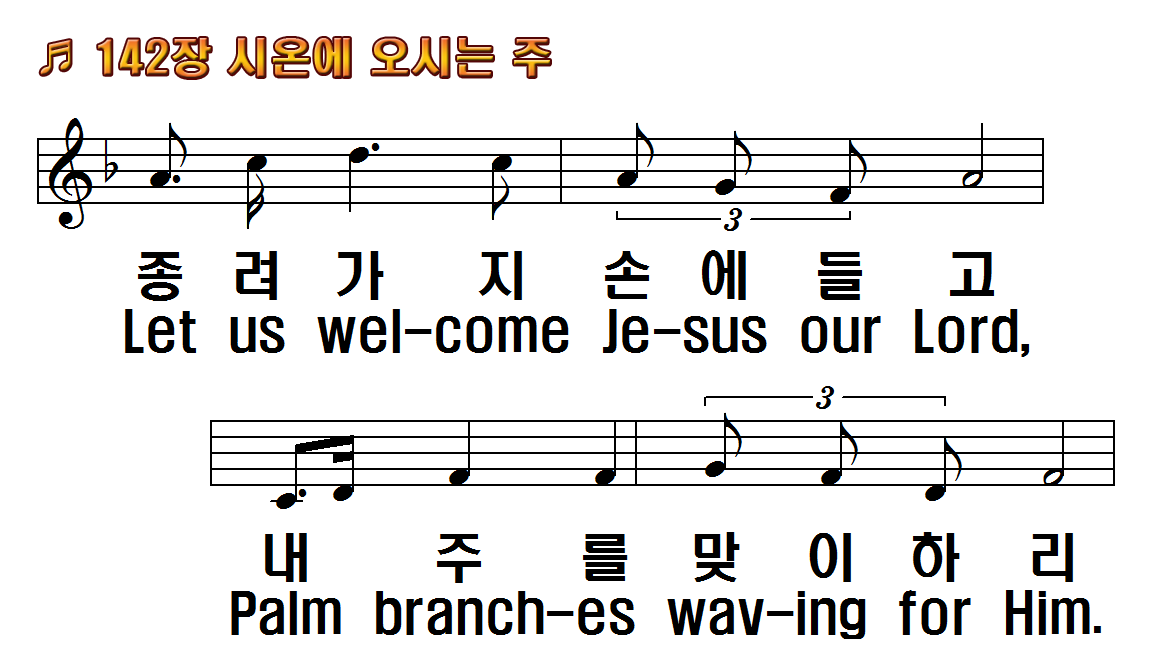 ♬ 142장 시온에 오시는 주
3
종 려 가 지 손 에 들 고
Let us wel-come Je-sus our Lord,
3
내 주 를 맞 이 하 리
Palm branch-es wav-ing for Him.